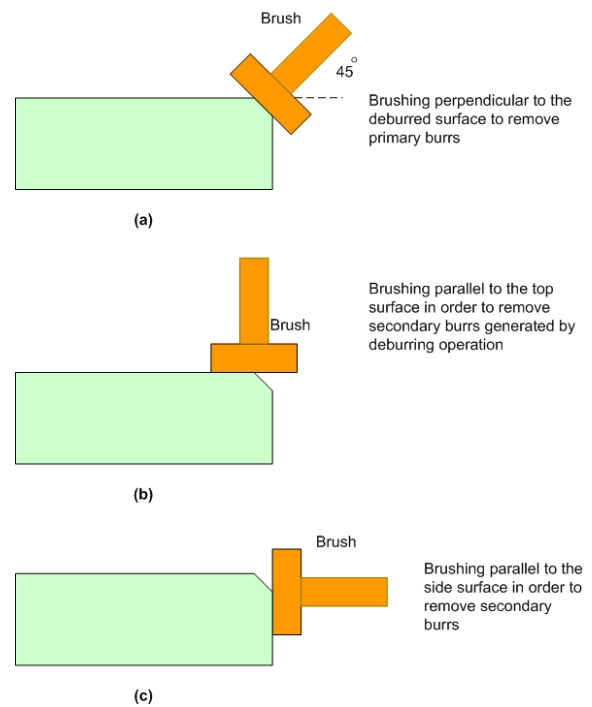 Brush
45°
Brushing perpendicular to the
deburred surface to remove
primary burrs
(a)
Brushing parallel to the top
surface in order to remove
secondary burrs generated by
deburring operation
Brush
(b)
Brush
Brushing parallel to the
side surface in order to
remove secondary
burrs
(c)